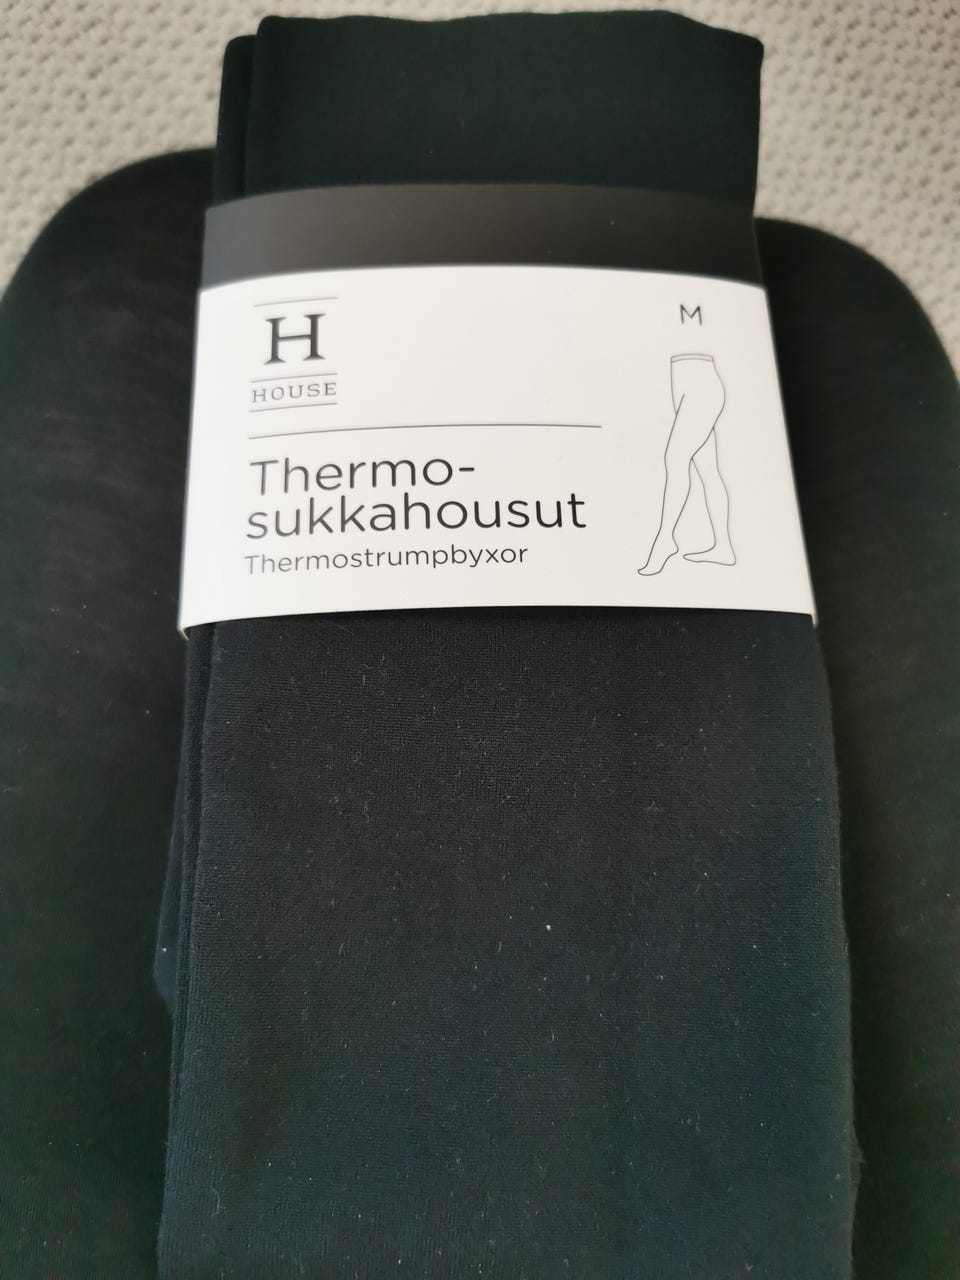 H
HOUSE
M
Thermo-
sukkahousut
Thermostrumpbyxor